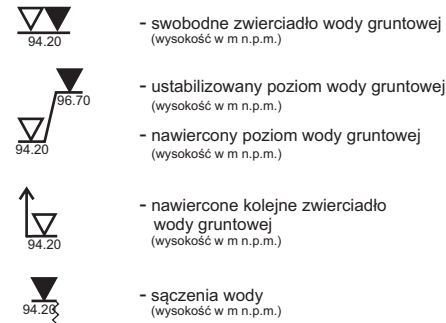 94.20
- swobodne zwierciadło wody gruntowej
(wysokość w m n.p.m.)
96.70
- ustabilizowany poziom wody gruntowej
(wysokość w m n.p.m.)
94.20
- nawiercony poziom wody gruntowej
(wysokość w m n.p.m.)
94.20
- nawiercone kolejne zwierciadło
wody gruntowej
(wysokość w m n.p.m.)
94.20
- sączenia wody
(wysokość w m n.p.m.)